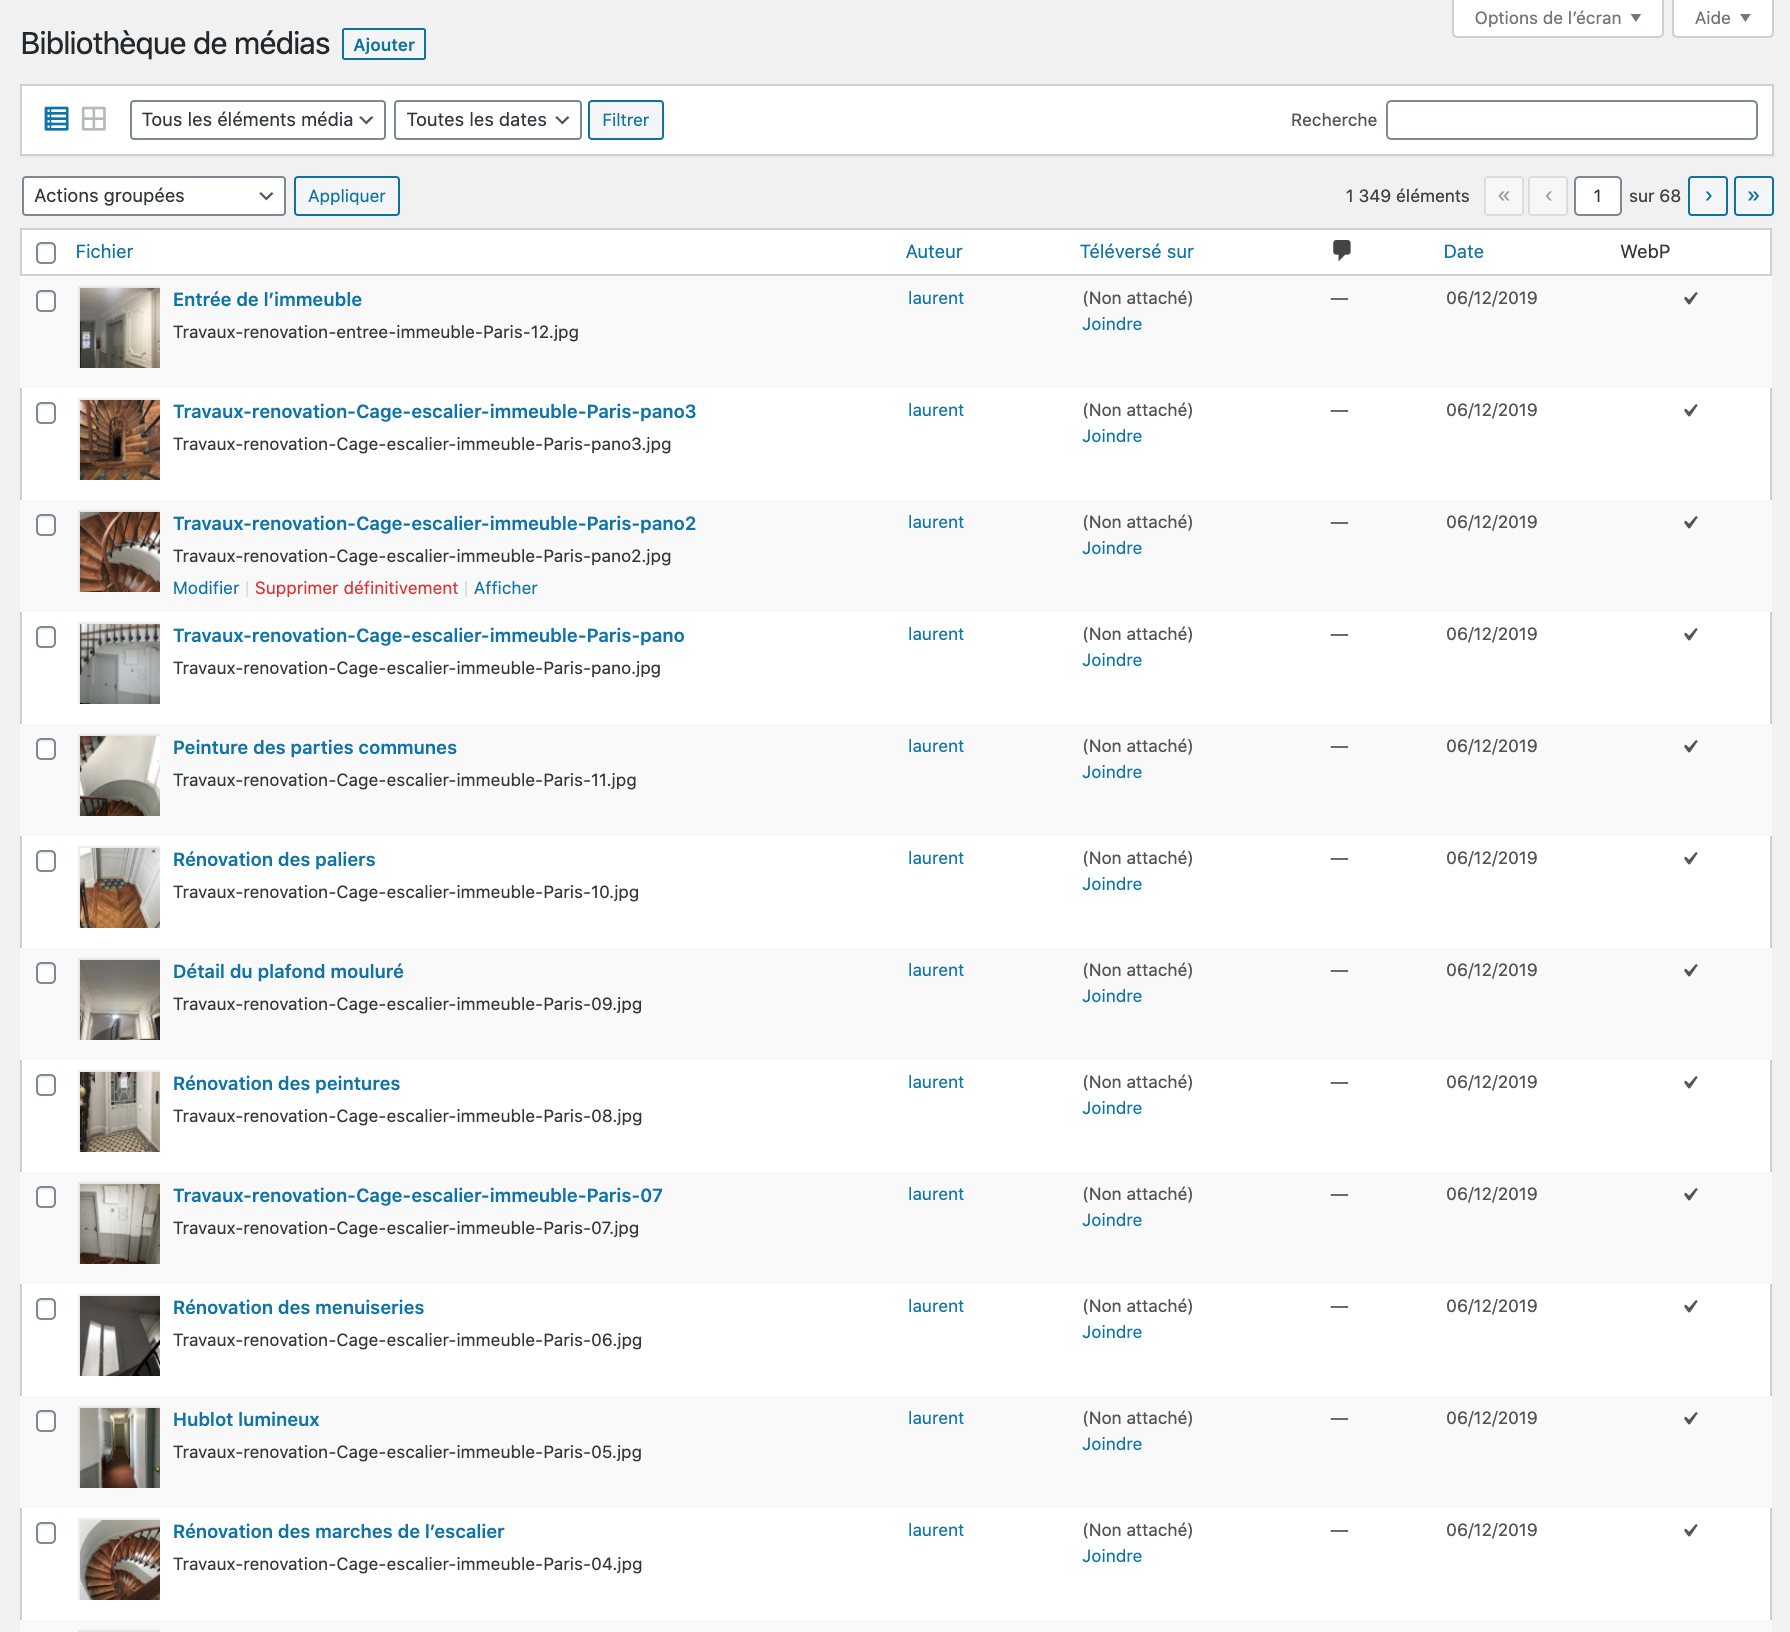 Options de l’écran ▼
Aide ▼
Bibliothèque de médias
Ajouter
Tous les éléments média
Toutes les dates
Filtrer
Recherche
Actions groupées
Appliquer
1 349 éléments « ‹ 1 sur 68 › »
Fichier Auteur Téléversé sur Date WebP
Entrée de l’immeuble laurent (Non attaché) — 06/12/2019 ✔
Travaux-renovation-entree-immeuble-Paris-12.jpg Joindre
Travaux-renovation-Cage-escalier-immeuble-Paris-pano3 laurent (Non attaché) — 06/12/2019 ✔
Travaux-renovation-Cage-escalier-immeuble-Paris-pano3.jpg Joindre
Travaux-renovation-Cage-escalier-immeuble-Paris-pano2 laurent (Non attaché) — 06/12/2019 ✔
Travaux-renovation-Cage-escalier-immeuble-Paris-pano2.jpg Joindre
Modifier | Supprimer définitivement | Afficher
Travaux-renovation-Cage-escalier-immeuble-Paris-pano laurent (Non attaché) — 06/12/2019 ✔
Travaux-renovation-Cage-escalier-immeuble-Paris-pano.jpg Joindre
Peinture des parties communes laurent (Non attaché) — 06/12/2019 ✔
Travaux-renovation-Cage-escalier-immeuble-Paris-11.jpg Joindre
Rénovation des paliers laurent (Non attaché) — 06/12/2019 ✔
Travaux-renovation-Cage-escalier-immeuble-Paris-10.jpg Joindre
Détail du plafond mouluré laurent (Non attaché) — 06/12/2019 ✔
Travaux-renovation-Cage-escalier-immeuble-Paris-09.jpg Joindre
Rénovation des peintures laurent (Non attaché) — 06/12/2019 ✔
Travaux-renovation-Cage-escalier-immeuble-Paris-08.jpg Joindre
Travaux-renovation-Cage-escalier-immeuble-Paris-07 laurent (Non attaché) — 06/12/2019 ✔
Travaux-renovation-Cage-escalier-immeuble-Paris-07.jpg Joindre
Rénovation des menuiseries laurent (Non attaché) — 06/12/2019 ✔
Travaux-renovation-Cage-escalier-immeuble-Paris-06.jpg Joindre
Hublot lumineux laurent (Non attaché) — 06/12/2019 ✔
Travaux-renovation-Cage-escalier-immeuble-Paris-05.jpg Joindre
Rénovation des marches de l’escalier laurent (Non attaché) — 06/12/2019 ✔
Travaux-renovation-Cage-escalier-immeuble-Paris-04.jpg Joindre